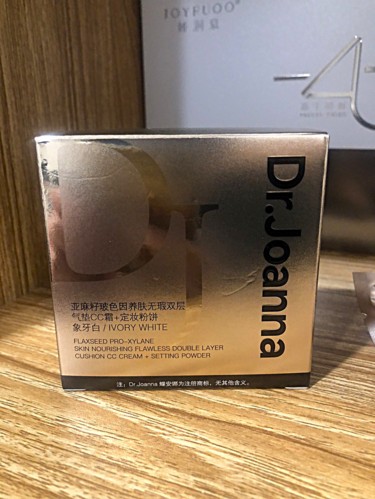 JOYRUOO®
Dr
Dr.Joanna
亚麻籽玻色因养肤无瑕双层
气垫CC霜+定妆粉饼
象牙白 / IVORY WHITE
FLAXSEED PRO-XYLANE
SKIN NOURISHING FLAWLESS DOUBLE LAYER
CUSHION CC CREAM + SETTING POWDER
注：Dr.Joanna 臻安娜为注册商标，无其他含义。